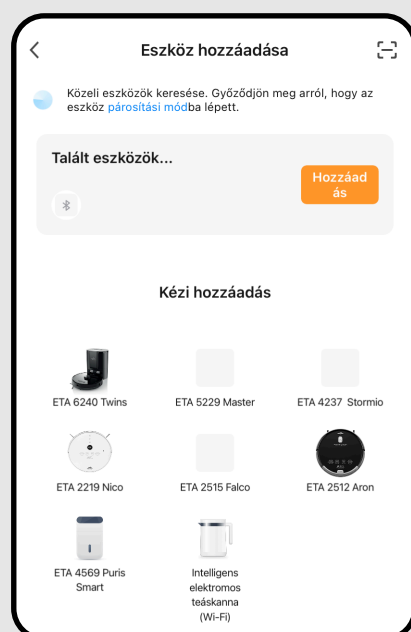 Eszköz hozzáadása
Közeli eszközök keresése. Győződjön meg arról, hogy az
eszköz párosítási módba lépett.
Talált eszközök...
Hozzáad
ás
Kézi hozzáadás
ETA 6240 Twins
ETA 5229 Master
ETA 4237 Stormio
ETA 2219 Nico
ETA 2515 Falco
ETA 2512 Aron
ETA 4569 Puris
Smart
Intelligens
elektromos
teáskanna
(Wi-Fi)